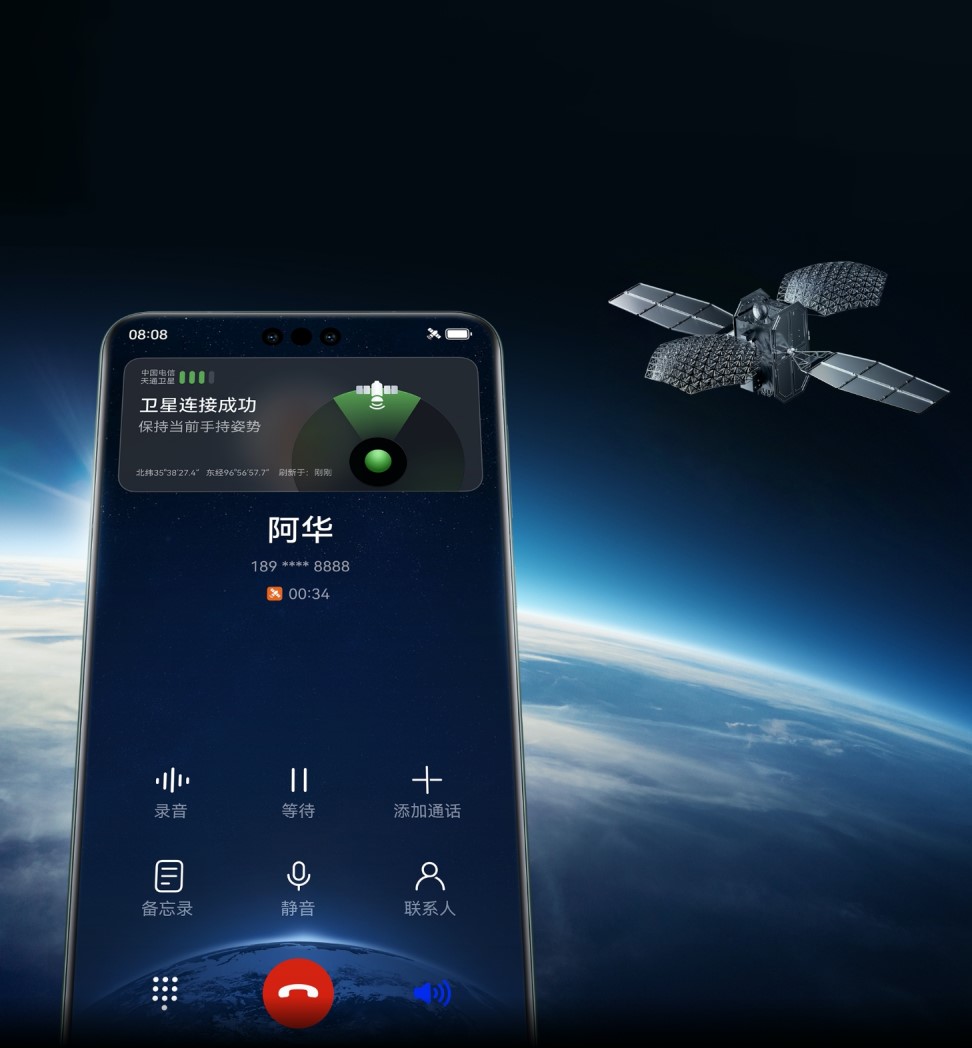 08:08
中国电信
天通卫星
卫星连接成功
保持当前手持姿势
北纬35°38'27.4" 东经96°56'57.7" 刷新于：刚刚
阿华
189 **** 8888
00:34
录音 等待 添加通话
备忘录 静音 联系人